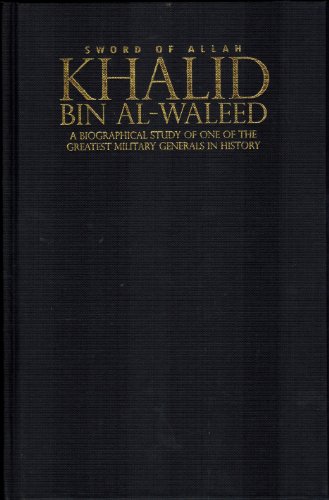 SWORD OF ALLAH
KHALID
BIN AL-WALEED
A BIOGRAPHICAL STUDY OF ONE OF THE
GREATEST MILITARY GENERALS IN HISTORY